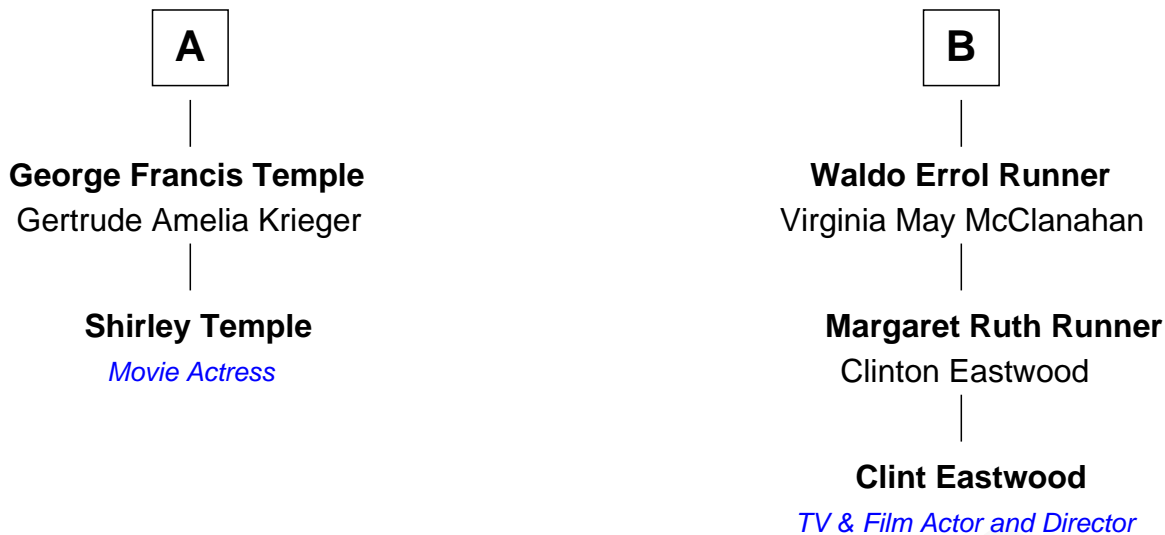 A
George Francis Temple
Gertrude Amelia Krieger
Shirley Temple
Movie Actress
B
Waldo Errol Runner
Virginia May McClanahan
Margaret Ruth Runner
Clinton Eastwood
Clint Eastwood
TV & Film Actor and Director